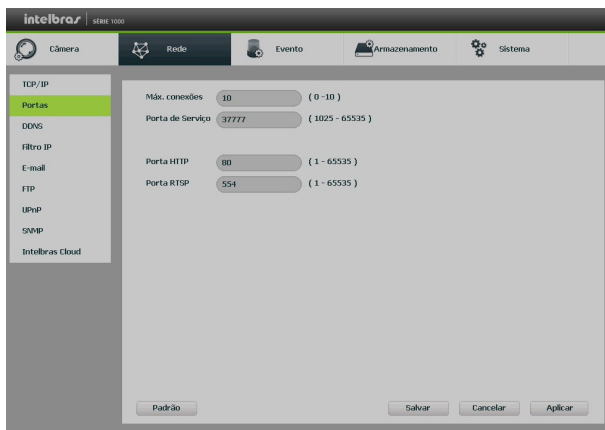 intelbras | SÉRIE 1000
Câmera Rede Evento Armazenamento Sistema
TCP/IP
Portas
DDNS
Filtro IP
E-mail
FTP
UPnP
SNMP
Intelbras Cloud
Máx. conexões 10 ( 0 -10 )
Porta de Serviço 37777 ( 1025 - 65535 )
Porta HTTP 80 ( 1 - 65535 )
Porta RTSP 554 ( 1 - 65535 )
Padrão Salvar Cancelar Aplicar